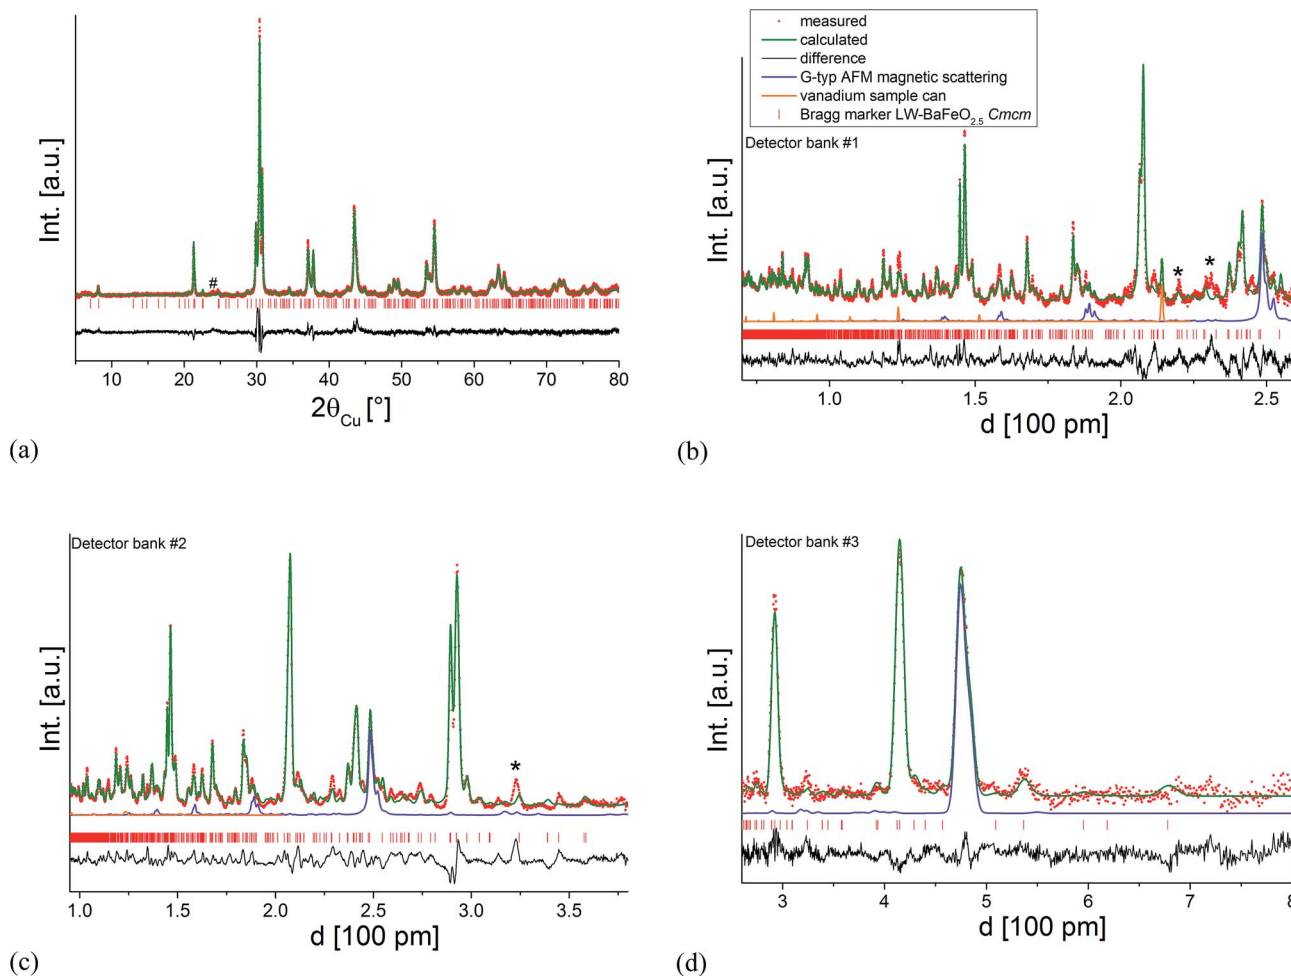 measured
calculated
difference
G-typ AFM magnetic scattering
vanadium sample can
Bragg marker LW-BaFeO2.5 Cmcm
Int. [a.u.]
#
10 20 30 40 50 60 70 80
2θCu [°]
(a)
Detector bank #1
Int. [a.u.]
* *
1.0 1.5 2.0 2.5
d [100 pm]
(b)
Detector bank #2
Int. [a.u.]
*
1.0 1.5 2.0 2.5 3.0 3.5
d [100 pm]
(c)
Detector bank #3
Int. [a.u.]
3 4 5 6 7 8
d [100 pm]
(d)